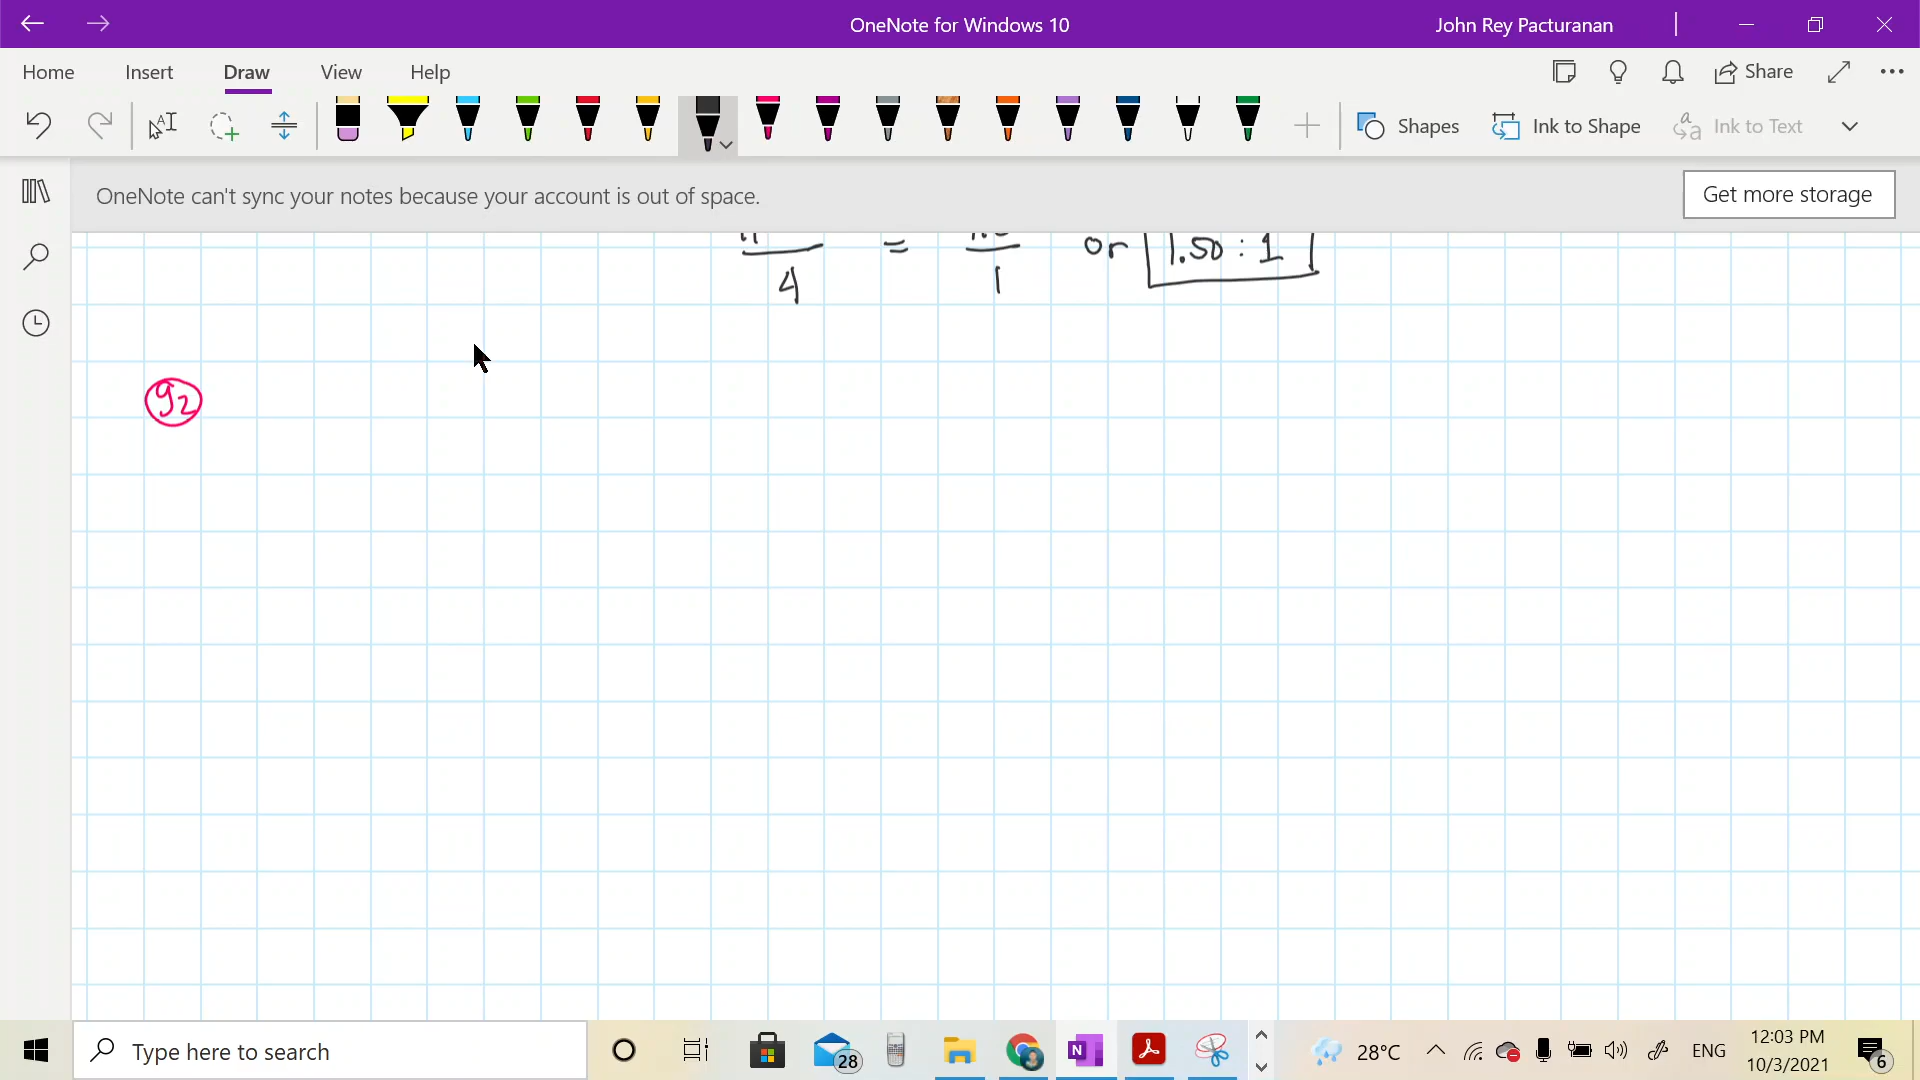 OneNote for Windows 10
John Rey Pacturanan
Home Insert Draw View Help
Share
Shapes
Ink to Shape
Ink to Text
OneNote can't sync your notes because your account is out of space.
Get more storage
4 = 1 or 1.50 : 1
92
Type here to search
28
28°C
ENG
12:03 PM
10/3/2021
6